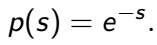 p(s) = e^{-s}.